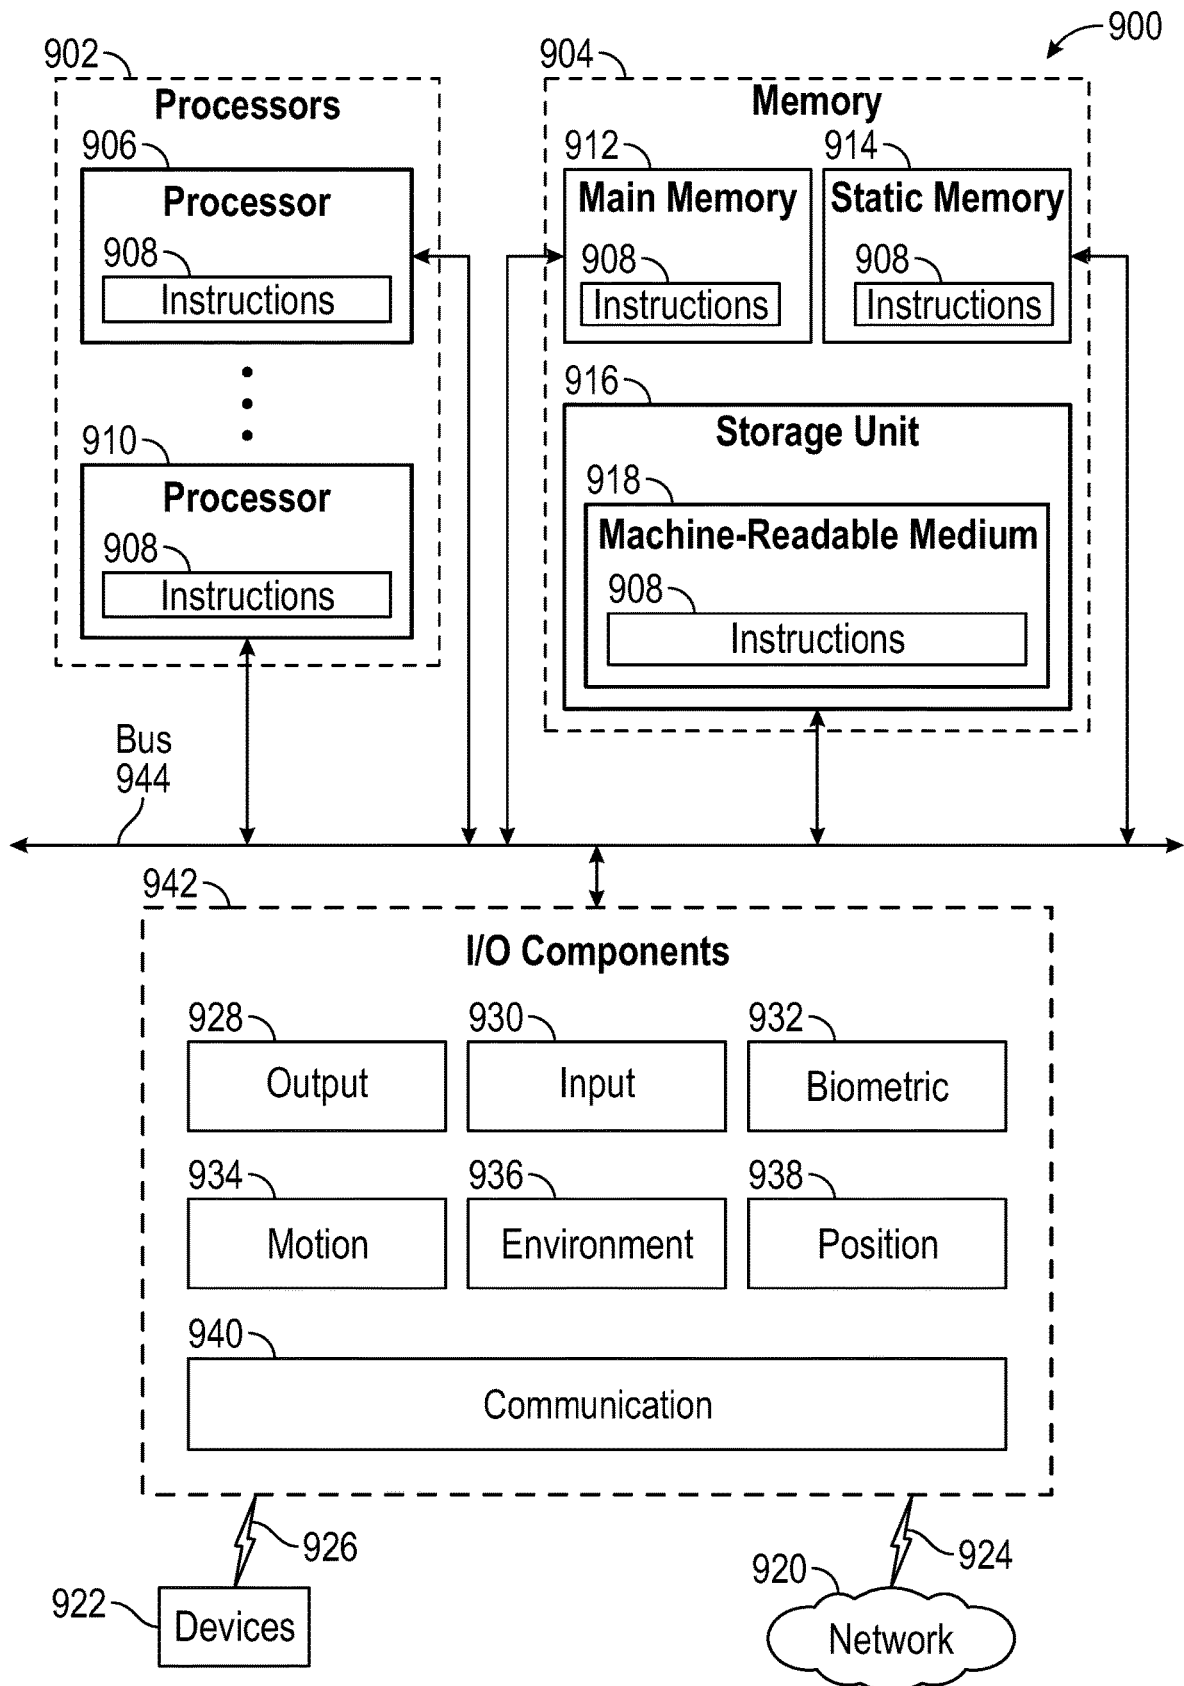 900
902
Processors
906
Processor
908
Instructions
910
Processor
908
Instructions
904
Memory
912
Main Memory
908
Instructions
914
Static Memory
908
Instructions
916
Storage Unit
918
Machine-Readable Medium
908
Instructions
Bus
944
942
I/O Components
928
Output
930
Input
932
Biometric
934
Motion
936
Environment
938
Position
940
Communication
926
922
Devices
924
920
Network